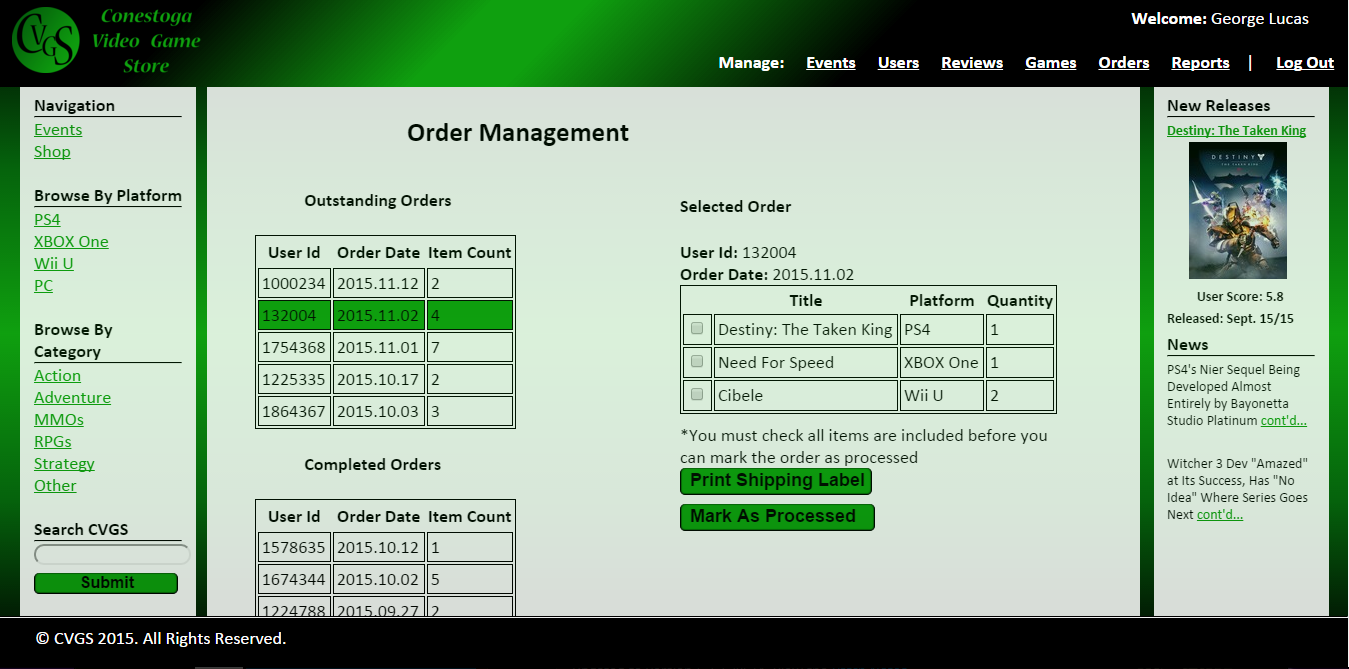 CVGS
Conestoga
Video Game
Store
Welcome: George Lucas
Manage: Events Users Reviews Games Orders Reports | Log Out
Navigation
Events
Shop
Browse By Platform
PS4
XBOX One
Wii U
PC
Browse By
Category
Action
Adventure
MMOs
RPGs
Strategy
Other
Search CVGS
Submit
Order Management
Outstanding Orders
User Id Order Date Item Count
1000234 2015.11.12 2
132004 2015.11.02 4
1754368 2015.11.01 7
1225335 2015.10.17 2
1864367 2015.10.03 3
Completed Orders
User Id Order Date Item Count
1578635 2015.10.12 1
1674344 2015.10.02 5
1224788 2015.09.27 2
Selected Order
User Id: 132004
Order Date: 2015.11.02
Title Platform Quantity
Destiny: The Taken King PS4 1
Need For Speed XBOX One 1
Cibele Wii U 2
*You must check all items are included before you
can mark the order as processed
Print Shipping Label
Mark As Processed
New Releases
Destiny: The Taken King
DESTINY
THE TAKEN KING
User Score: 5.8
Released: Sept. 15/15
News
PS4's Nier Sequel Being
Developed Almost
Entirely by Bayonetta
Studio Platinum cont'd...
Witcher 3 Dev "Amazed"
at Its Success, Has "No
Idea" Where Series Goes
Next cont'd...
© CVGS 2015. All Rights Reserved.